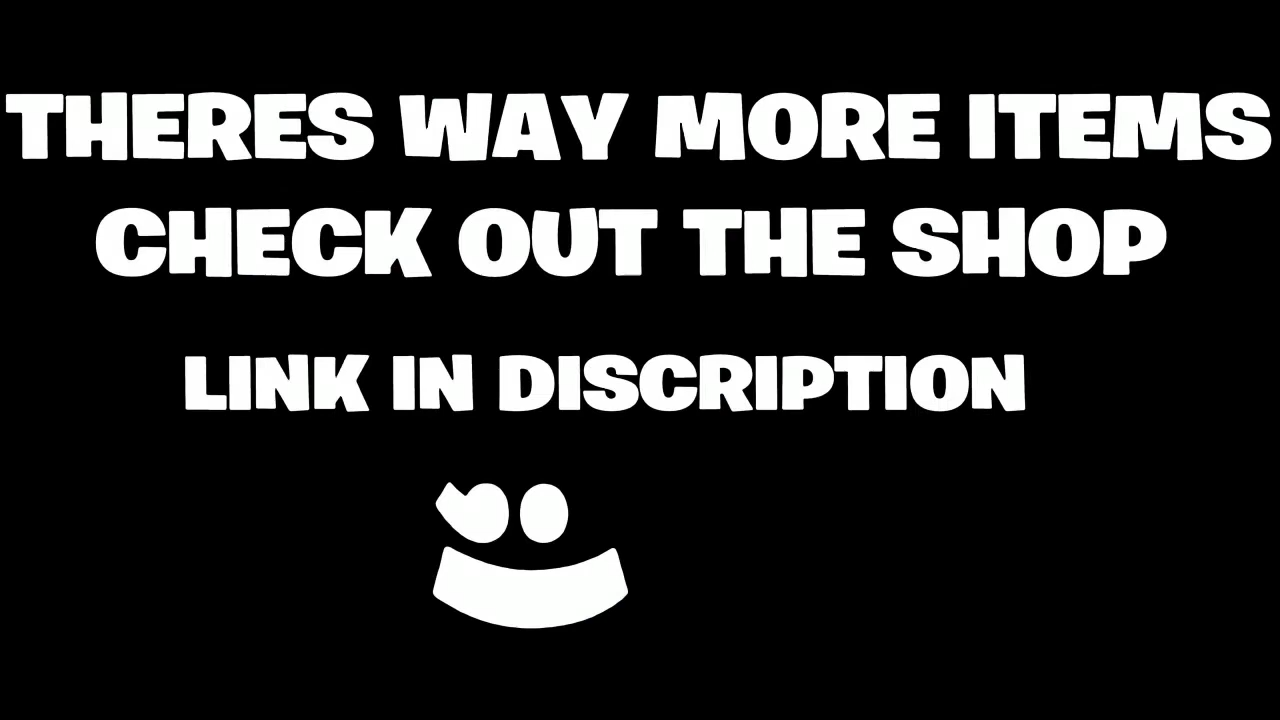 THERES WAY MORE ITEMS
CHECK OUT THE SHOP
LINK IN DISCRIPTION